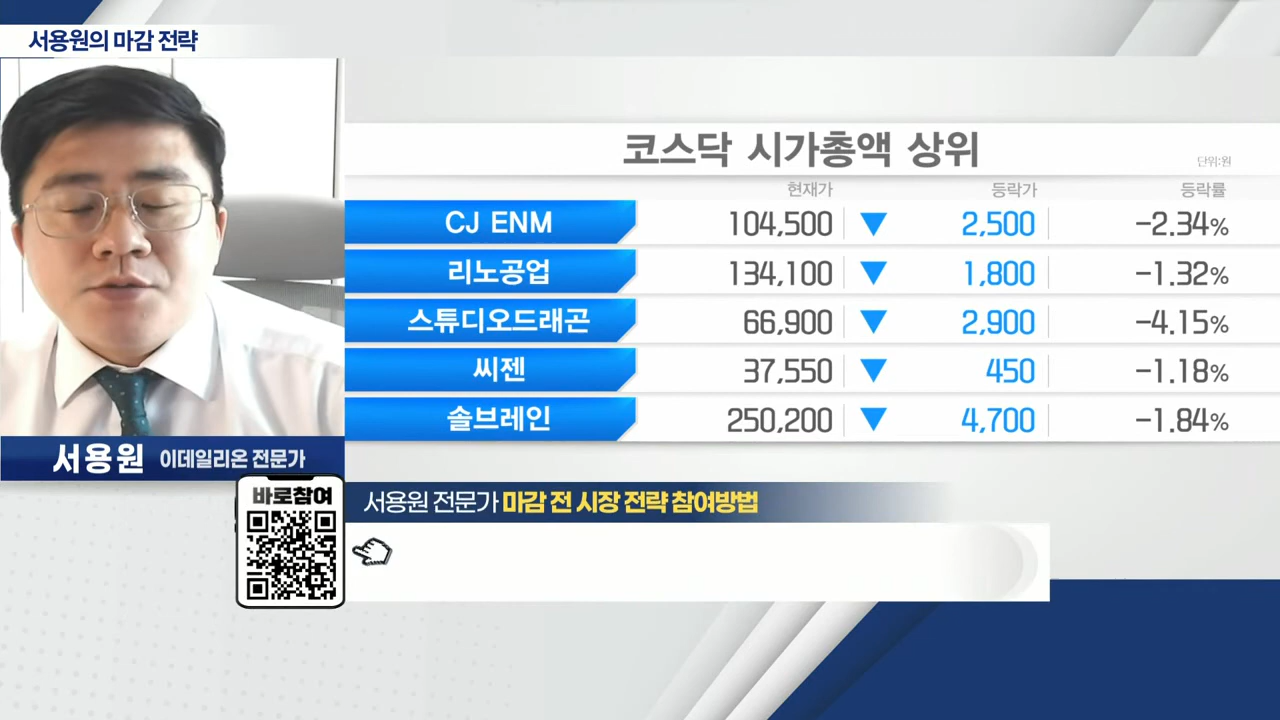 서용원의 마감 전략
코스닥 시가총액 상위
단위:원
현재가 등락가 등락률
CJ ENM 104,500 ▼ 2,500 -2.34%
리노공업 134,100 ▼ 1,800 -1.32%
스튜디오드래곤 66,900 ▼ 2,900 -4.15%
씨젠 37,550 ▼ 450 -1.18%
솔브레인 250,200 ▼ 4,700 -1.84%
서용원 이데일리온 전문가
바로참여
서용원 전문가 마감 전 시장 전략 참여방법